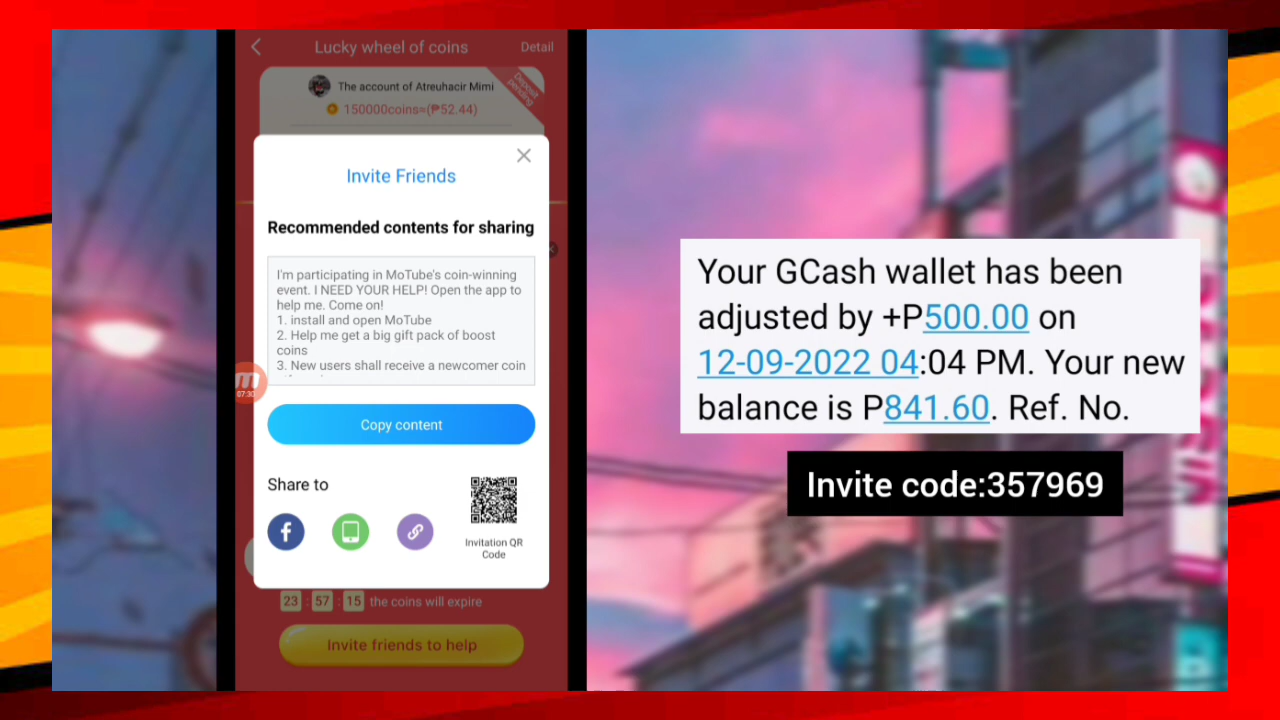 Lucky wheel of coins
Detail
The account of Atreuhacir Mimi
Deposit
pending
150000coins≈(₱52.44)
Invite Friends
Recommended contents for sharing
I'm participating in MoTube's coin-winning
event. I NEED YOUR HELP! Open the app to
help me. Come on!
1. install and open MoTube
2. Help me get a big gift pack of boost
coins
3. New users shall receive a newcomer coin
07:30
Copy content
Share to
Invitation QR
Code
23 : 57 : 15 the coins will expire
Invite friends to help
Your GCash wallet has been
adjusted by +P500.00 on
12-09-2022 04:04 PM. Your new
balance is P841.60. Ref. No.
Invite code:357969